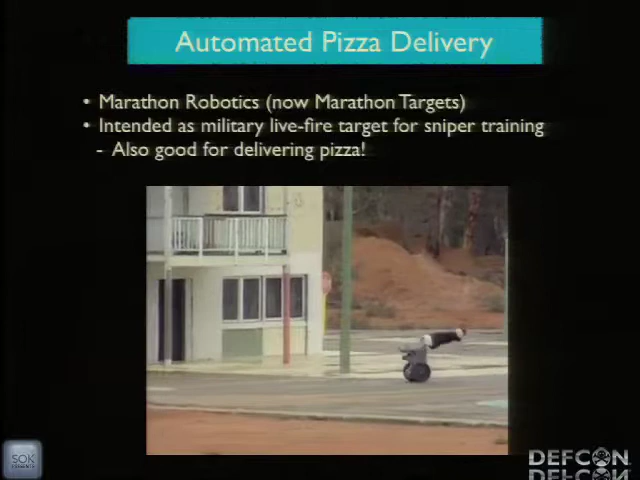 Automated Pizza Delivery
• Marathon Robotics (now Marathon Targets)
• Intended as military live-fire target for sniper training
- Also good for delivering pizza!
SOK
DEFCON